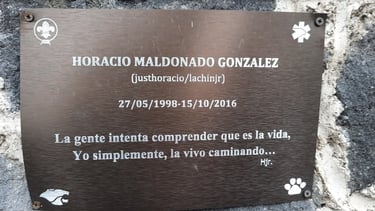 HORACIO MALDONADO GONZALEZ
(justhoracio/lachinjr)
27/05/1998-15/10/2016
La gente intenta comprender que es la vida,
Yo simplemente, la vivo caminando...
Hjr.